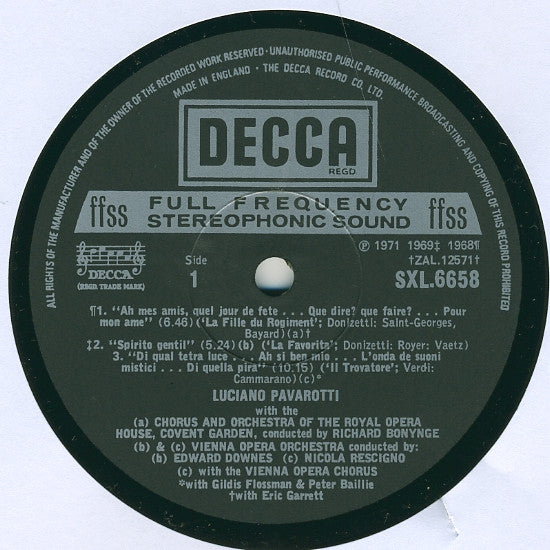 ALL RIGHTS OF THE MANUFACTURER AND OF THE OWNER OF THE RECORDED WORK RESERVED · UNAUTHORISED PUBLIC PERFORMANCE BROADCASTING AND COPYING OF THIS RECORD PROHIBITED
MADE IN ENGLAND · THE DECCA RECORD CO. LTD.
DECCA
REGD
ffss FULL FREQUENCY STEREOPHONIC SOUND ffss
DECCA
(REGD. TRADE MARK)
Side
1
Ⓟ 1971 1969‡ 1968¶
†ZAL.12571†
SXL.6658
¶1. "Ah mes amis, quel jour de fete . . . Que dire? que faire? . . . Pour
mon ame" (6.46) ('La Fille du Regiment'; Donizetti: Saint-Georges,
Bayard)(a)†
‡2. "Spirto gentil" (5.24)(b) ('La Favorita'; Donizetti: Royer: Vaetz)
3. "Di qual tetra luce . . . Ah si ben mio . . . L'onda de suoni
mistici . . . Di quella pira" (10.15) ('Il Trovatore'; Verdi:
Cammarano)(c)*
LUCIANO PAVAROTTI
with the
(a) CHORUS AND ORCHESTRA OF THE ROYAL OPERA
HOUSE, COVENT GARDEN, conducted by RICHARD BONYNGE
(b) & (c) VIENNA OPERA ORCHESTRA conducted by:
(b) EDWARD DOWNES (c) NICOLA RESCIGNO
(c) with the VIENNA OPERA CHORUS
*with Gildis Flossman & Peter Baillie
†with Eric Garrett